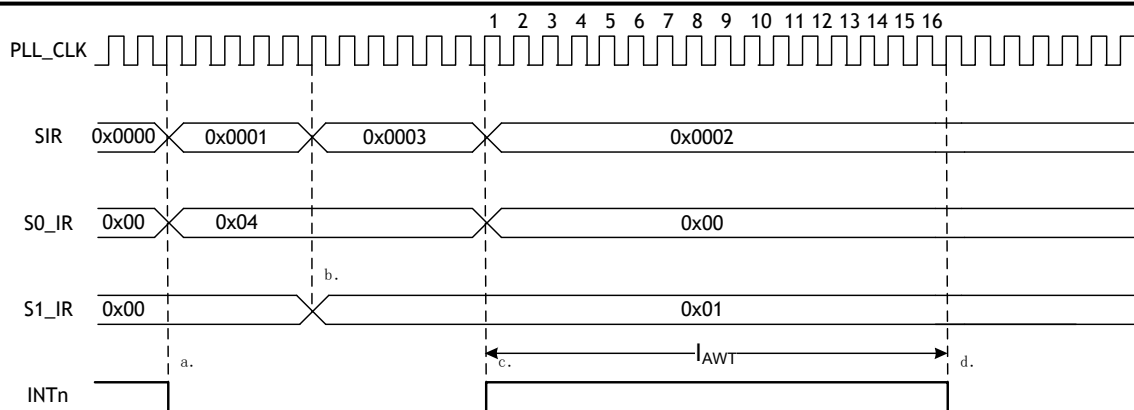 1 2 3 4 5 6 7 8 9 10 11 12 13 14 15 16
PLL_CLK
SIR 0x0000 0x0001 0x0003 0x0002
S0_IR 0x00 0x04 0x00
b.
S1_IR 0x00 0x01
a. c. IAWT d.
INTn